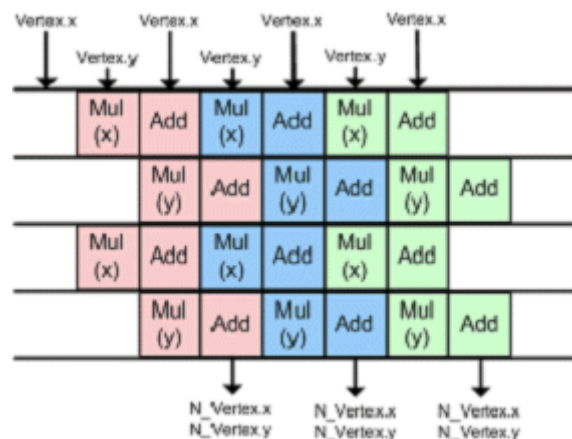 Vertex.x
Vertex.x
Vertex.x
Vertex.x
Vertex.y
Vertex.y
Vertex.y
Mul (x)
Add
Mul (x)
Add
Mul (x)
Add
Mul (y)
Add
Mul (y)
Add
Mul (y)
Add
Mul (x)
Add
Mul (x)
Add
Mul (x)
Add
Mul (y)
Add
Mul (y)
Add
Mul (y)
Add
N_Vertex.x
N_Vertex.y
N_Vertex.x
N_Vertex.y
N_Vertex.x
N_Vertex.y